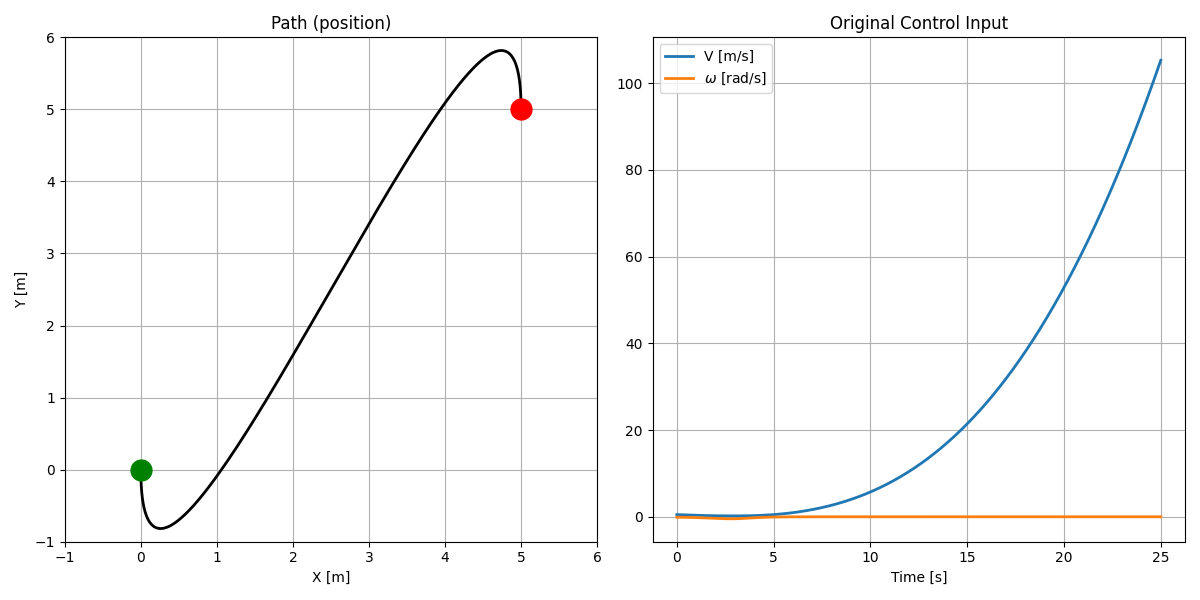 Path (position)
6
5
4
3
2
1
0
−1
Y [m]
−1 0 1 2 3 4 5 6
X [m]
Original Control Input
V [m/s]
ω [rad/s]
100
80
60
40
20
0
0 5 10 15 20 25
Time [s]